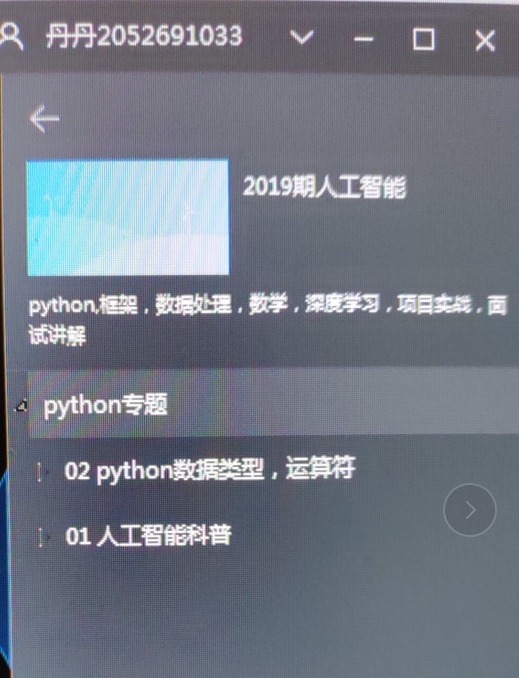 丹丹2052691033
2019期人工智能
python,框架，数据处理，数学，深度学习，项目实战，面
试讲解
python专题
02 python数据类型，运算符
01 人工智能科普